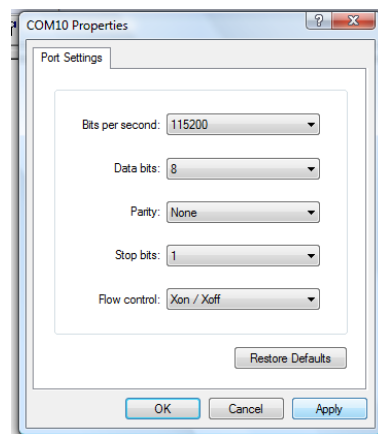 COM10 Properties
Port Settings
Bits per second: 115200
Data bits: 8
Parity: None
Stop bits: 1
Flow control: Xon / Xoff
Restore Defaults
OK Cancel Apply